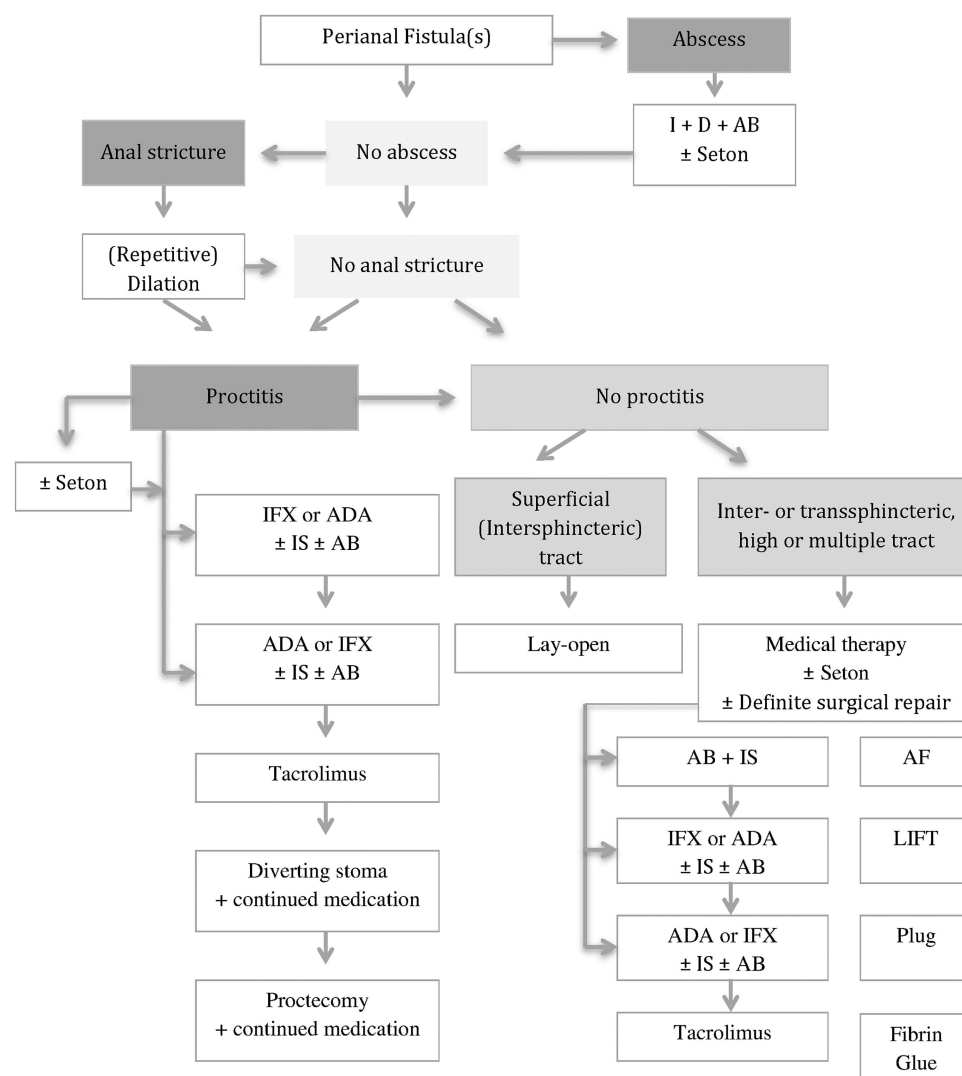 Perianal Fistula(s)
Abscess
I + D + AB
± Seton
Anal stricture
No abscess
(Repetitive)
Dilation
No anal stricture
Proctitis
No proctitis
± Seton
IFX or ADA
± IS ± AB
Superficial
(Intersphincteric)
tract
Inter- or transsphincteric,
high or multiple tract
ADA or IFX
± IS ± AB
Lay-open
Medical therapy
± Seton
± Definite surgical repair
Tacrolimus
AB + IS
AF
Diverting stoma
+ continued medication
IFX or ADA
± IS ± AB
LIFT
ADA or IFX
± IS ± AB
Plug
Proctecomy
+ continued medication
Tacrolimus
Fibrin
Glue